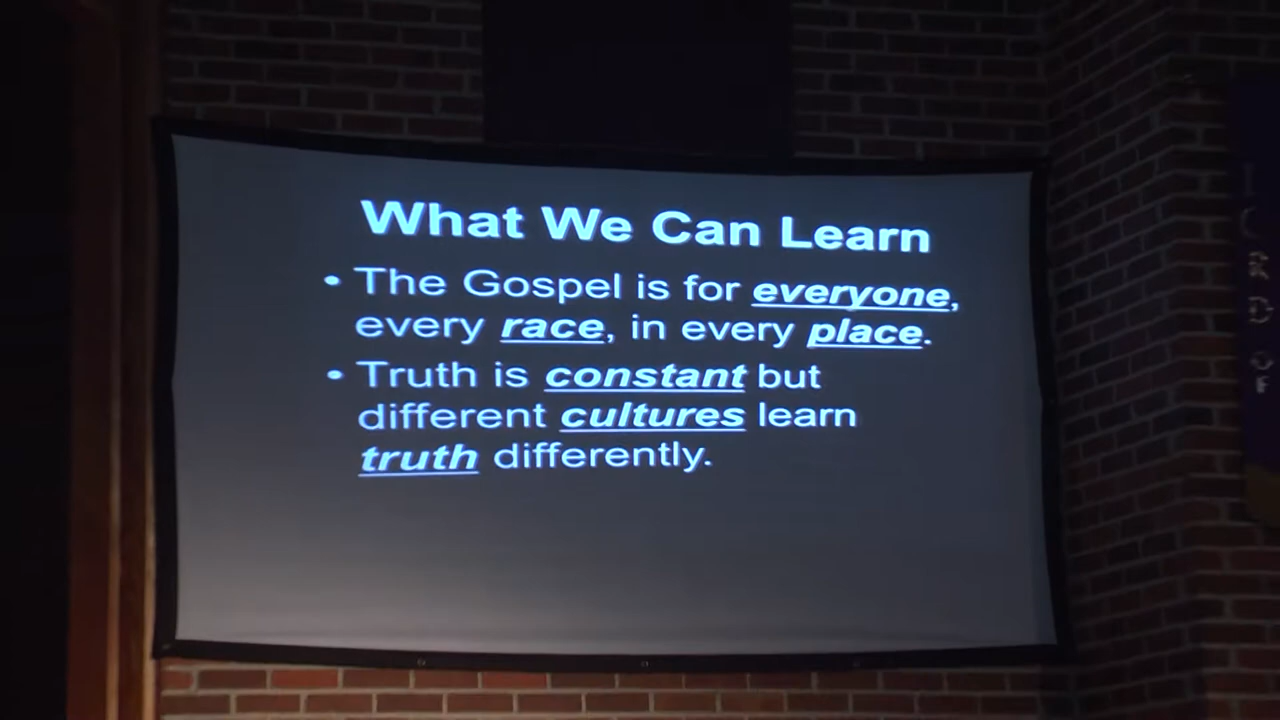 What We Can Learn
• The Gospel is for everyone,
every race, in every place.
• Truth is constant but
different cultures learn
truth differently.
OF